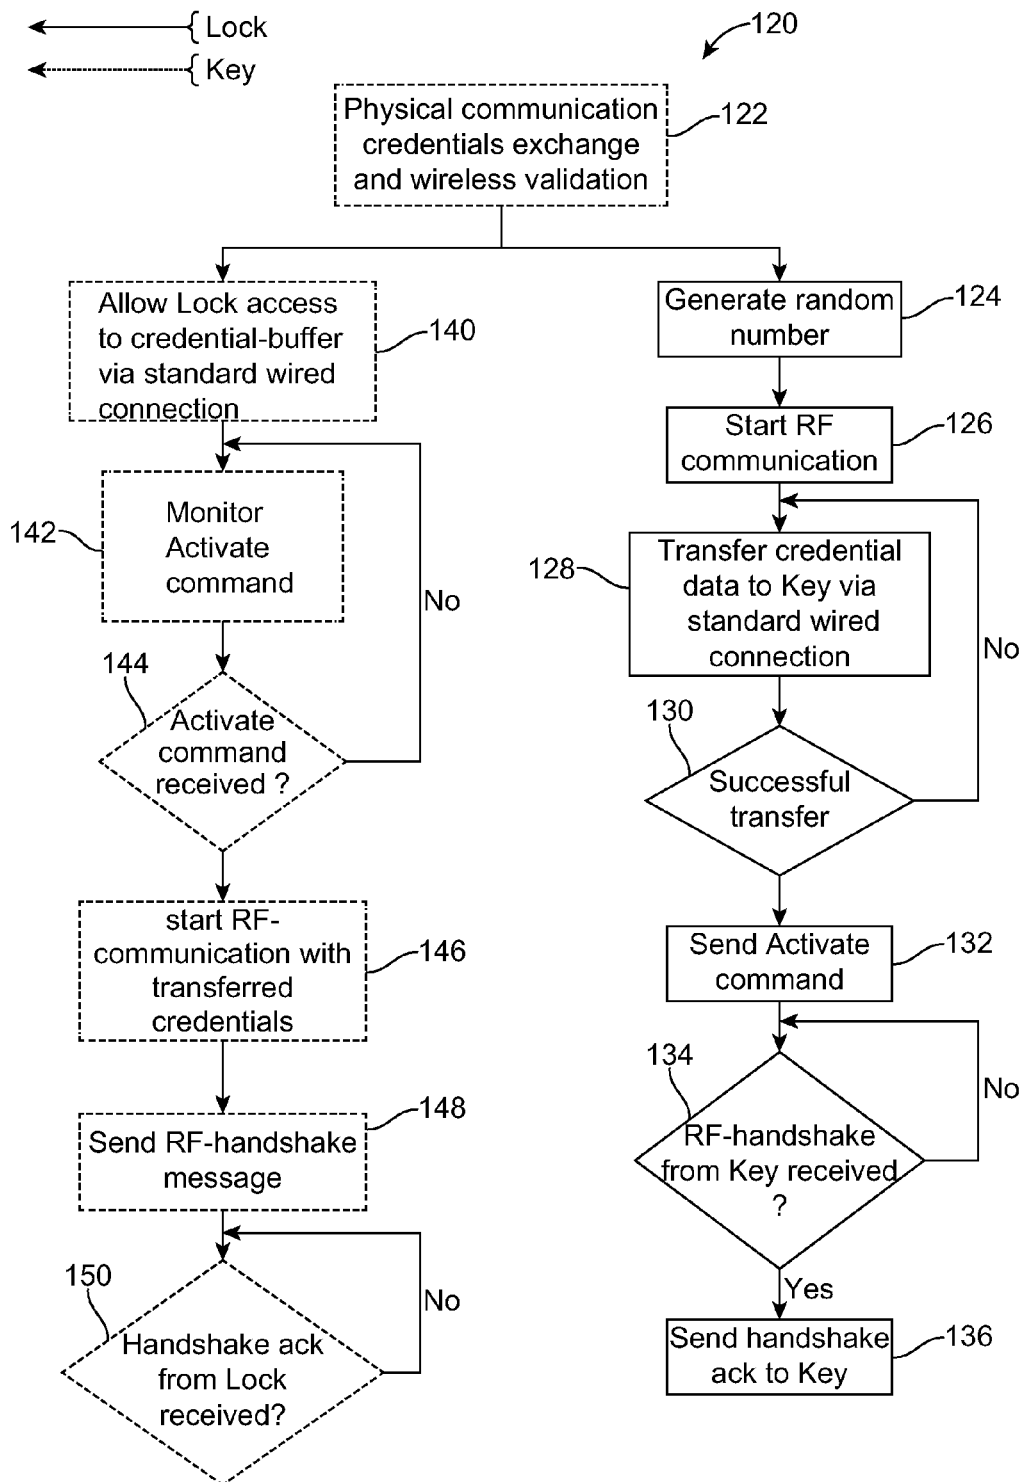 Lock
Key
120
Physical communication
credentials exchange
and wireless validation
122
Allow Lock access
to credential-buffer
via standard wired
connection
140
Monitor
Activate
command
142
No
144
Activate
command
received ?
start RF-
communication with
transferred
credentials
146
Send RF-handshake
message
148
150
Handshake ack
from Lock
received?
No
Generate random
number
124
Start RF
communication
126
Transfer credential
data to Key via
standard wired
connection
128
No
130
Successful
transfer
Send Activate
command
132
134
RF-handshake
from Key received
?
No
Yes
Send handshake
ack to Key
136